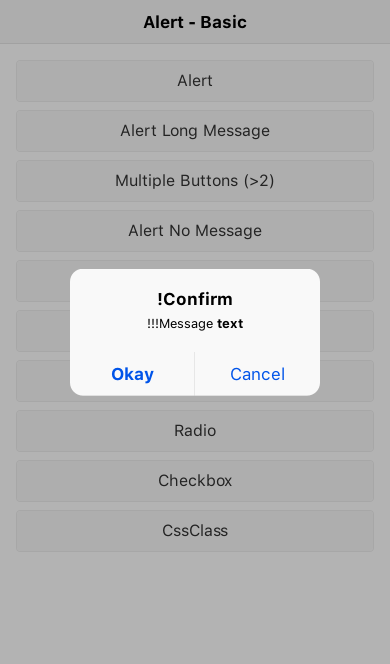 Alert - Basic
Alert
Alert Long Message
Multiple Buttons (>2)
Alert No Message
!Confirm
!!!Message text
Okay
Cancel
Radio
Checkbox
CssClass